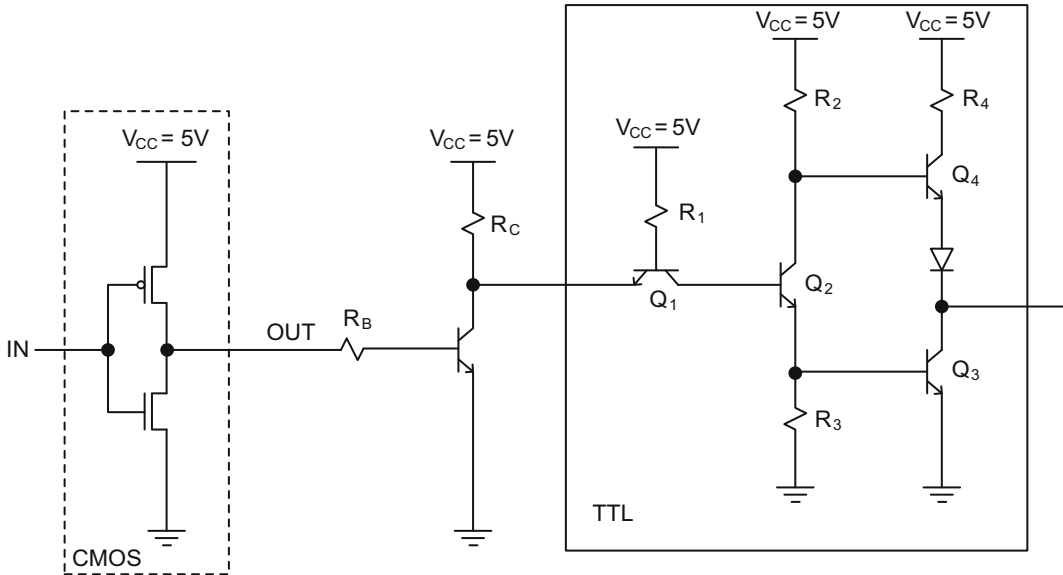 V_CC = 5V
V_CC = 5V
R_2
R_4
V_CC = 5V
V_CC = 5V
V_CC = 5V
Q_4
R_1
R_C
Q_1
Q_2
R_B
OUT
IN
Q_3
R_3
TTL
CMOS